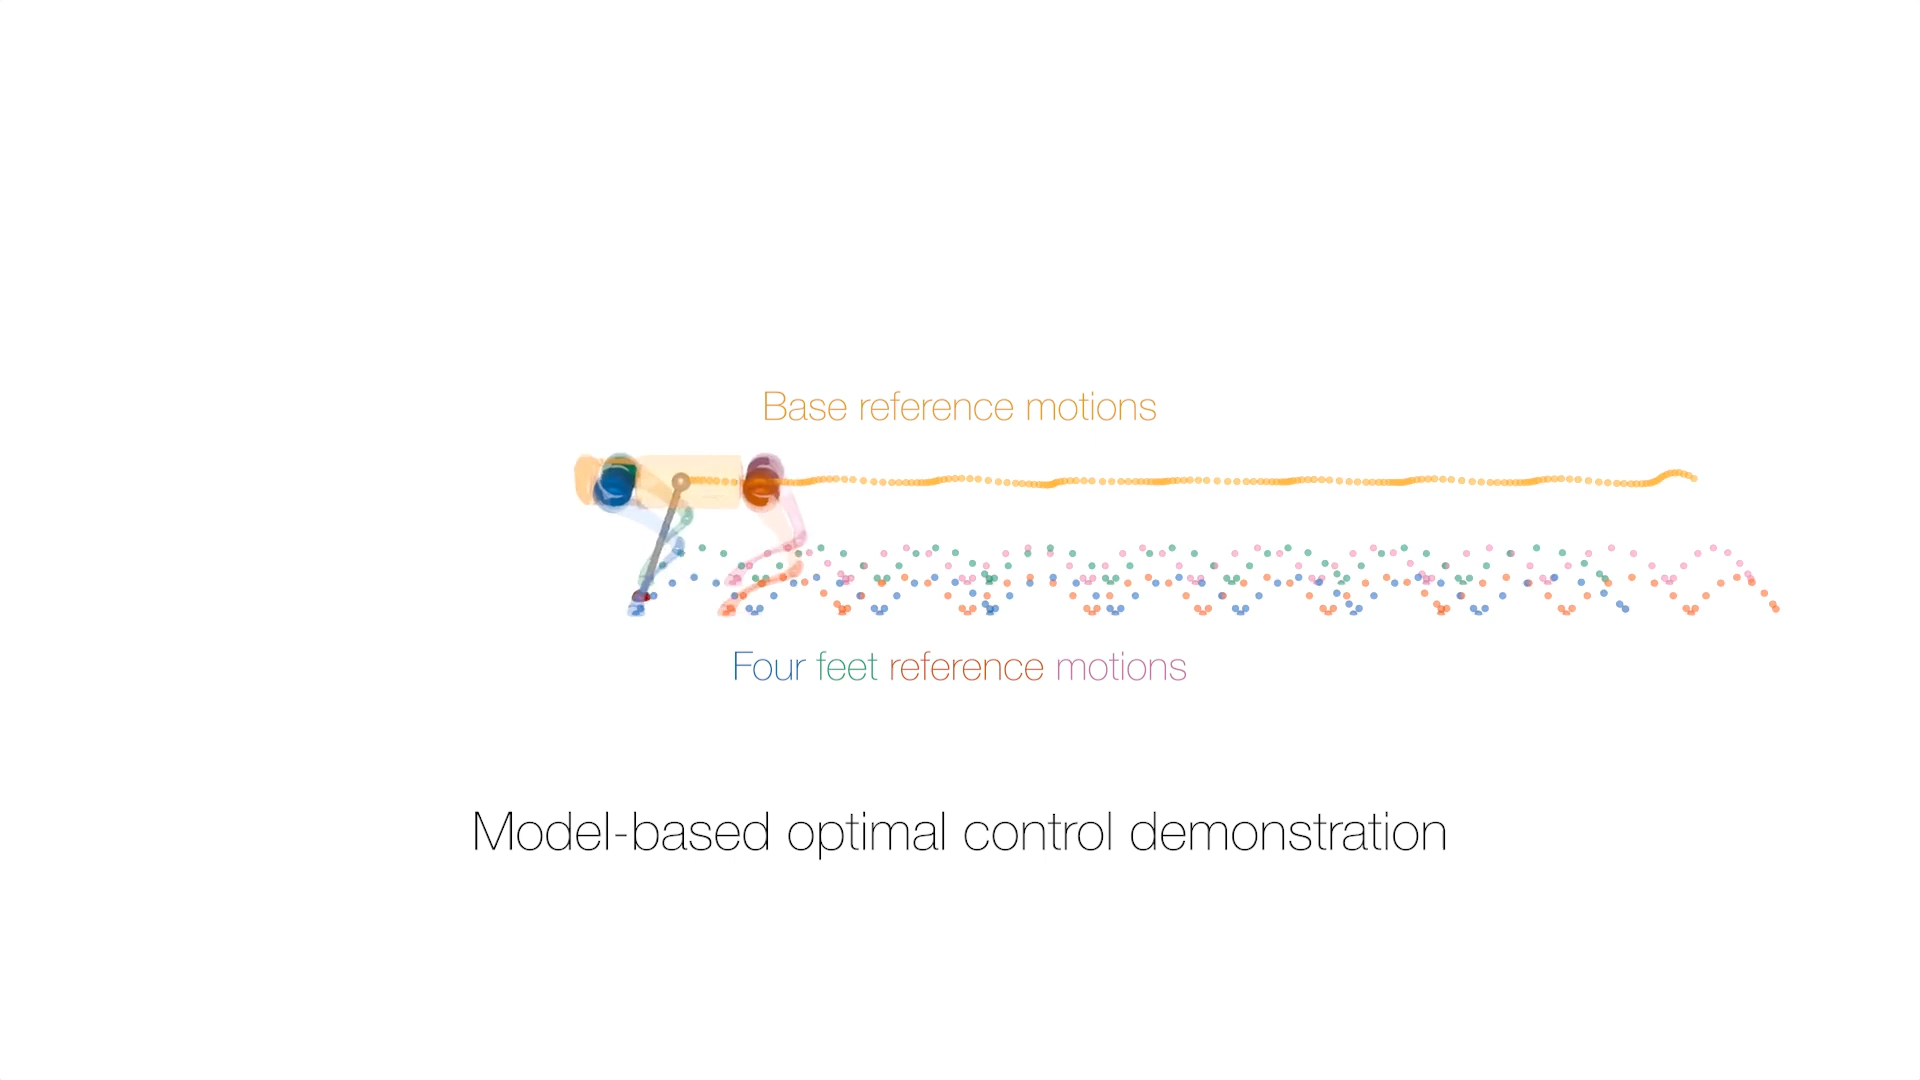 Base reference motions
Four feet reference motions
Model-based optimal control demonstration